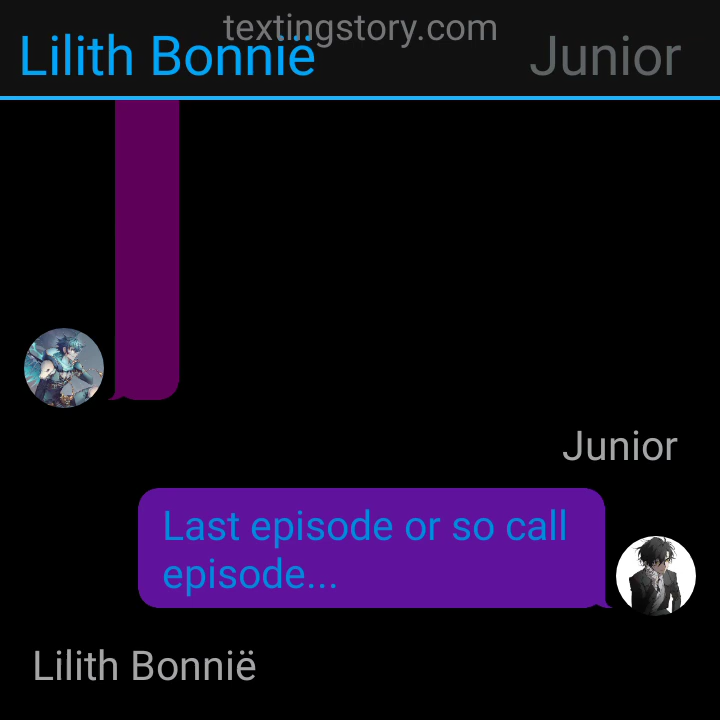 textingstory.com
Lilith Bonnië
Junior
Junior
Last episode or so call
episode...
Lilith Bonnië